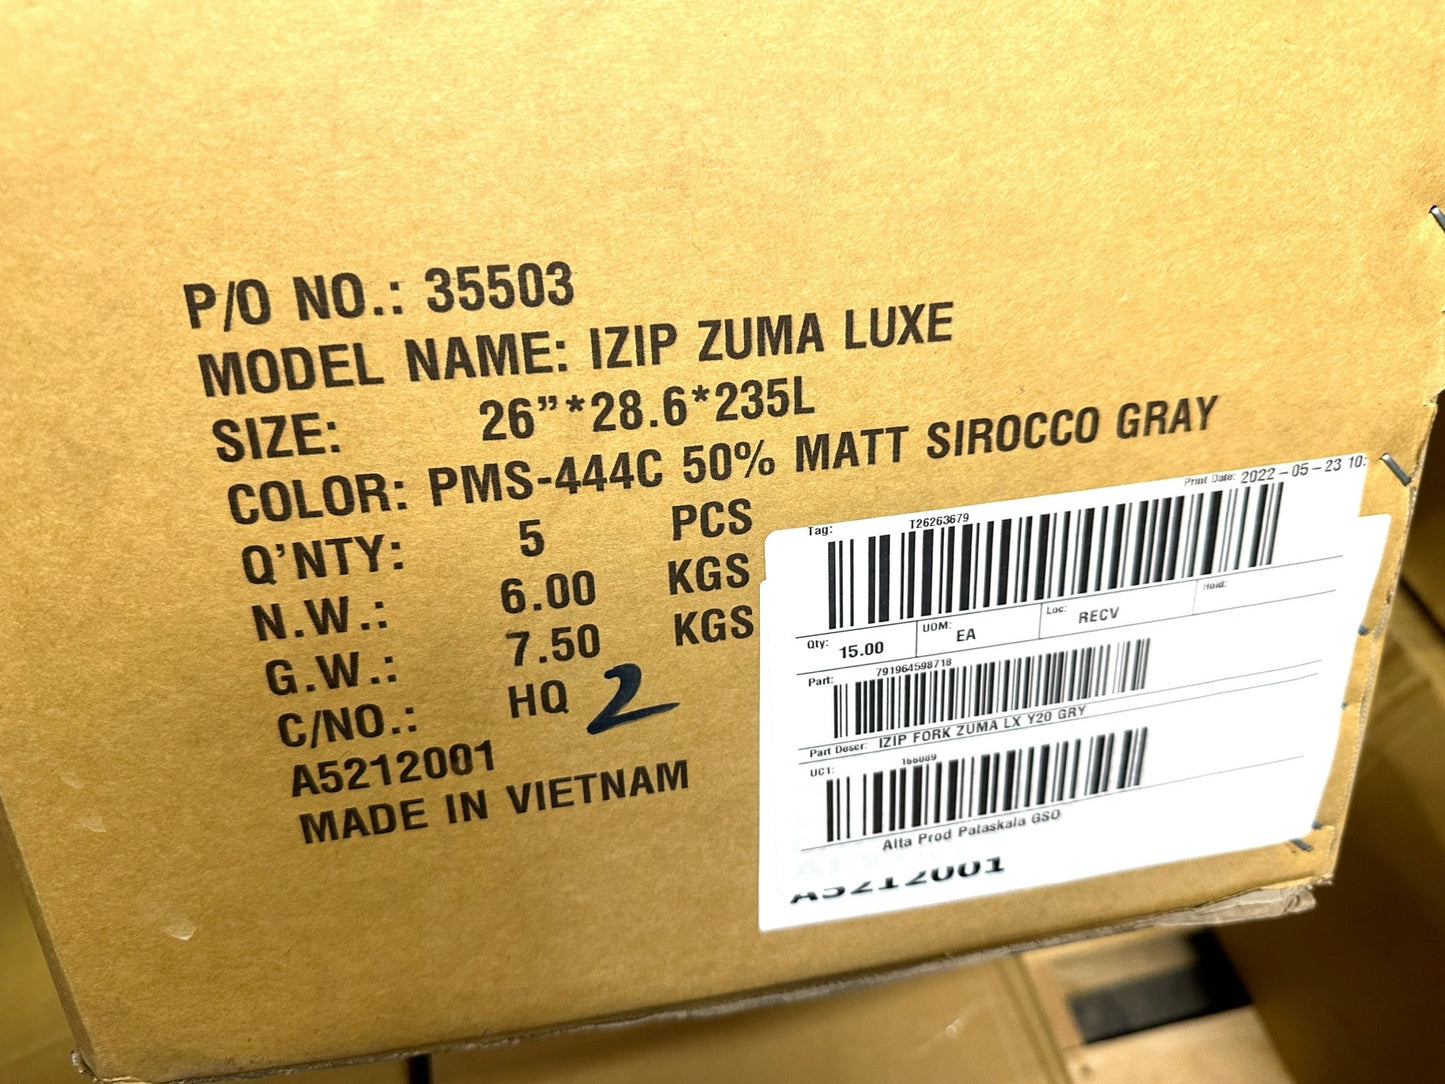 P/O NO.: 35503
MODEL NAME: IZIP ZUMA LUXE
SIZE: 26”*28.6*235L
COLOR: PMS-444C 50% MATT SIROCCO GRAY
Q’NTY: 5 PCS
N.W.: 6.00 KGS
G.W.: 7.50 KGS
C/NO.: HQ 2
A5212001
MADE IN VIETNAM
Print Date: 2022-05-23 10:
Tag: T26263679
Qty: 15.00 UOM: EA Loc: RECV Hold:
Part: 791964598718
Part Descr: IZIP FORK ZUMA LX Y20 GRY
UC1: 166089
Alta Prod Pataskala GSO
A5212001